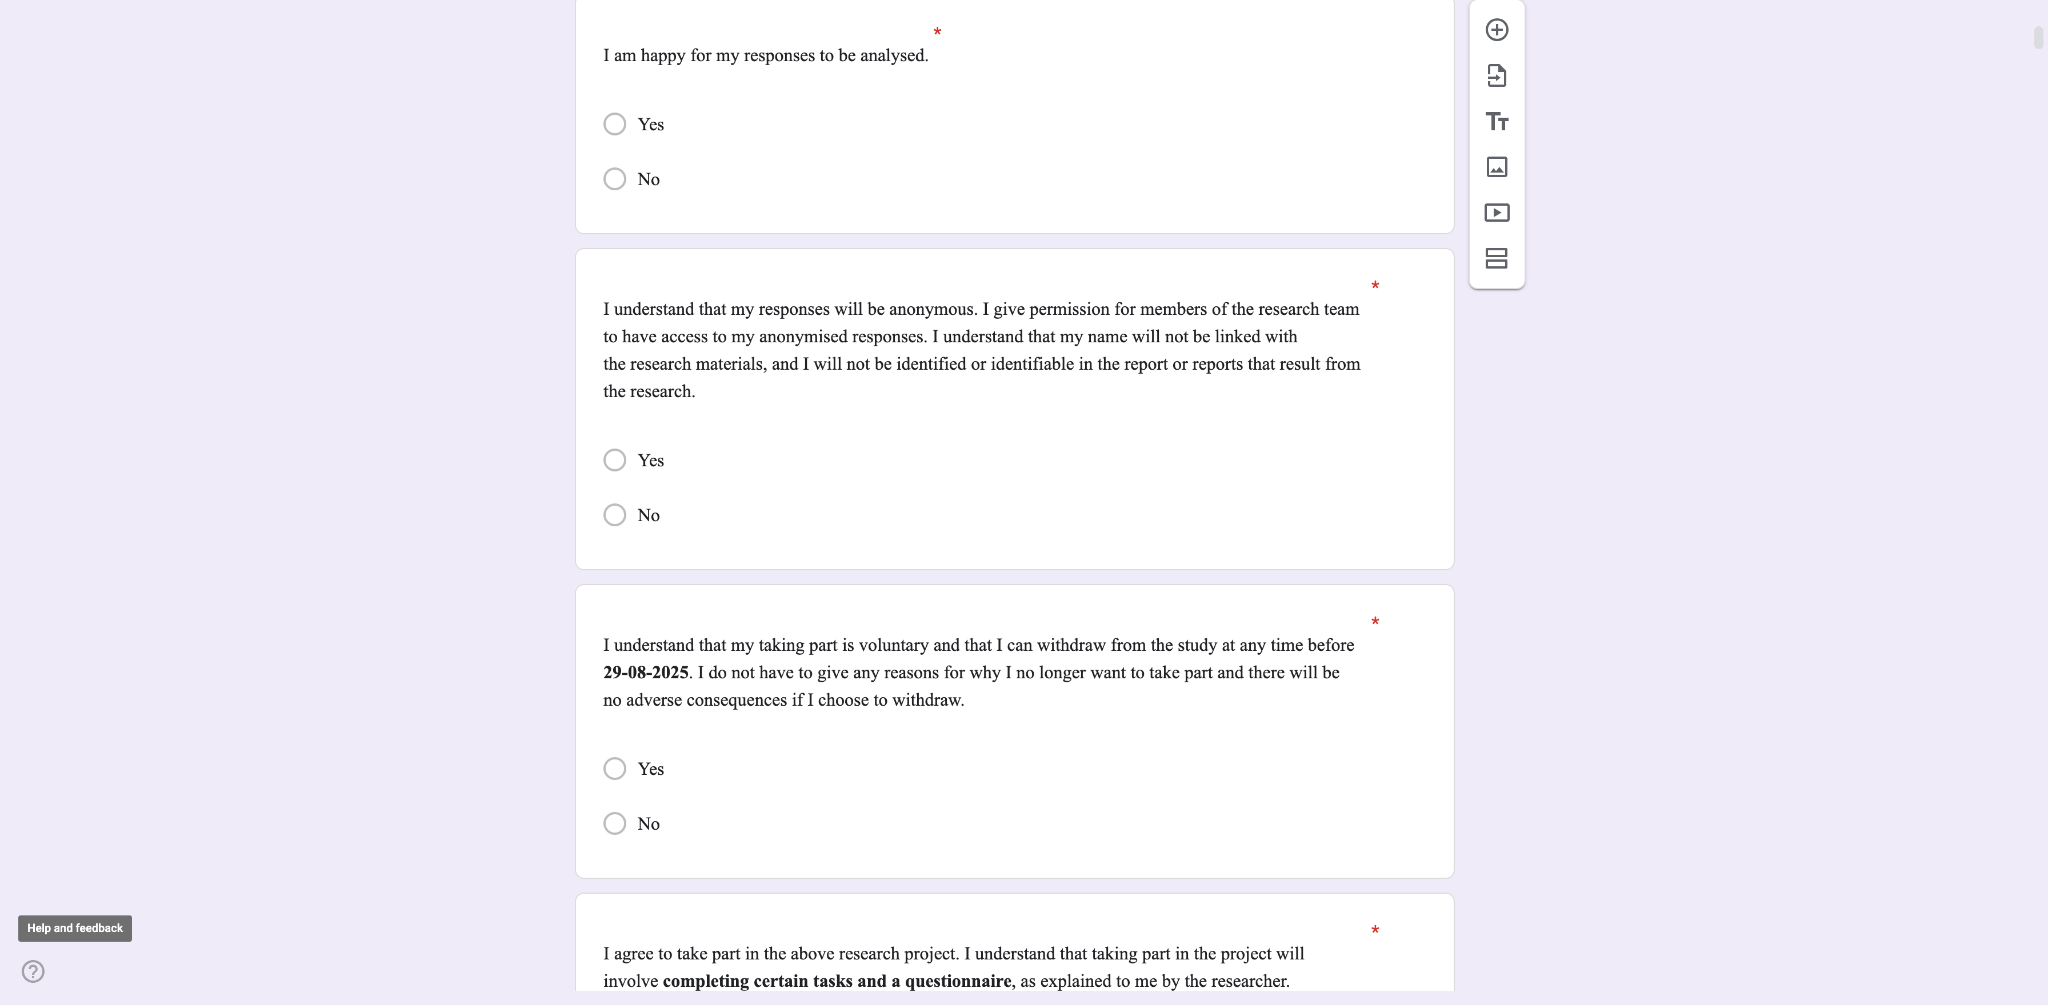 *
I am happy for my responses to be analysed.
Yes
No
*
I understand that my responses will be anonymous. I give permission for members of the research team
to have access to my anonymised responses. I understand that my name will not be linked with
the research materials, and I will not be identified or identifiable in the report or reports that result from
the research.
Yes
No
*
I understand that my taking part is voluntary and that I can withdraw from the study at any time before
29-08-2025. I do not have to give any reasons for why I no longer want to take part and there will be
no adverse consequences if I choose to withdraw.
Yes
No
*
I agree to take part in the above research project. I understand that taking part in the project will
involve completing certain tasks and a questionnaire, as explained to me by the researcher.
TT
Help and feedback
?